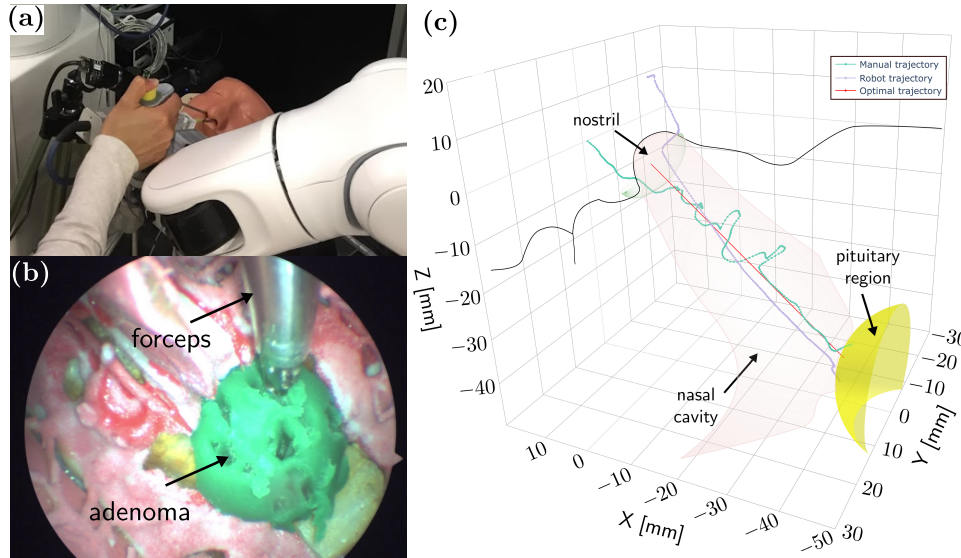 (a)
(b)
forceps
adenoma
(c)
Manual trajectory
Robot trajectory
Optimal trajectory
nostril
pituitary
region
nasal
cavity
Z [mm]
20
10
0
−10
−20
−30
−40
X [mm]
10
0
−10
−20
−30
−40
−50
Y [mm]
−30
−20
−10
0
10
20
30